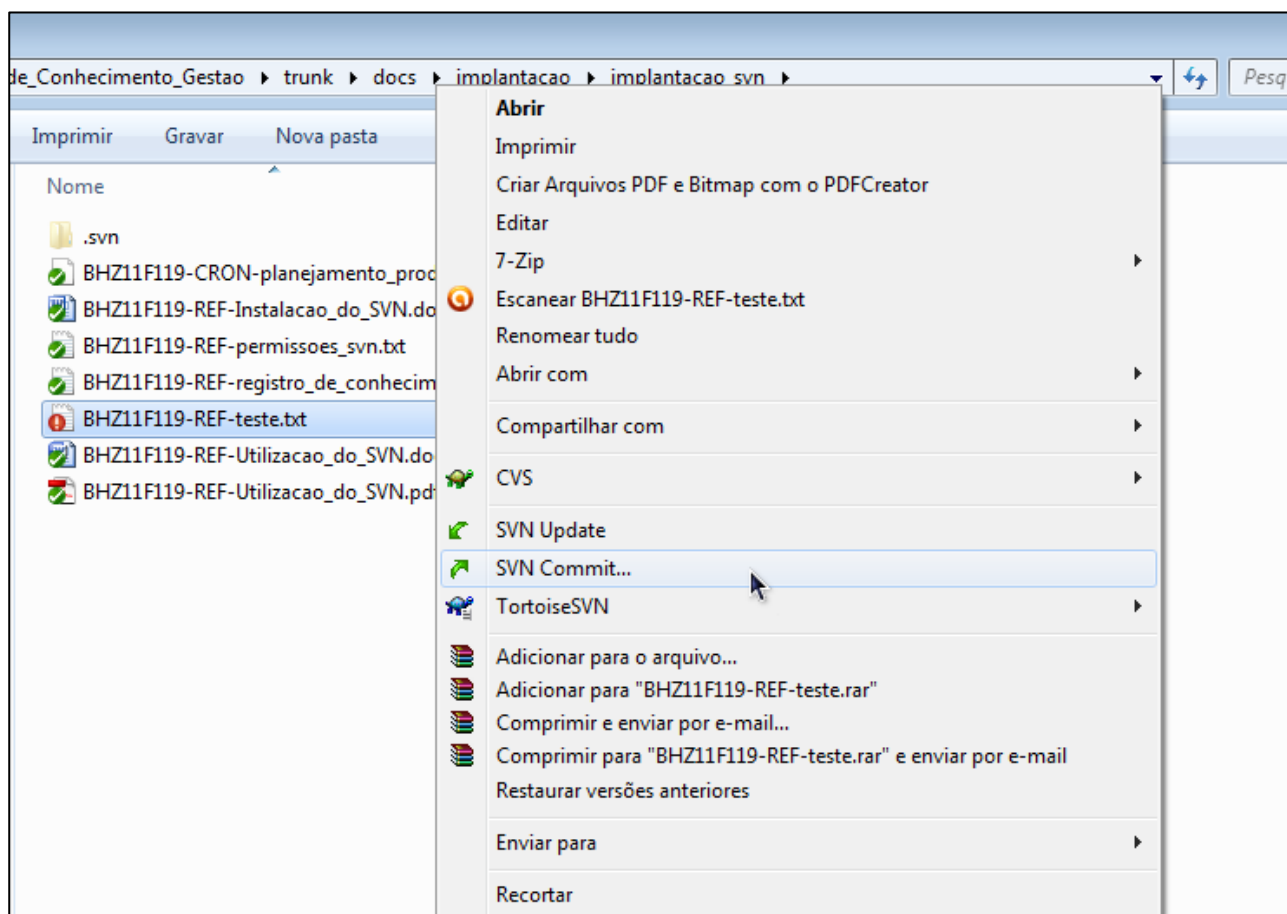 de_Conhecimento_Gestao ▸ trunk ▸ docs ▸ implantacao ▸ implantacao_svn ▸
Pesq
Imprimir Gravar Nova pasta
Nome
.svn
BHZ11F119-CRON-planejamento_prod
BHZ11F119-REF-Instalacao_do_SVN.do
BHZ11F119-REF-permissoes_svn.txt
BHZ11F119-REF-registro_de_conhecim
BHZ11F119-REF-teste.txt
BHZ11F119-REF-Utilizacao_do_SVN.do
BHZ11F119-REF-Utilizacao_do_SVN.pd
Abrir
Imprimir
Criar Arquivos PDF e Bitmap com o PDFCreator
Editar
7-Zip
Escanear BHZ11F119-REF-teste.txt
Renomear tudo
Abrir com
Compartilhar com
CVS
SVN Update
SVN Commit...
TortoiseSVN
Adicionar para o arquivo...
Adicionar para "BHZ11F119-REF-teste.rar"
Comprimir e enviar por e-mail...
Comprimir para "BHZ11F119-REF-teste.rar" e enviar por e-mail
Restaurar versões anteriores
Enviar para
Recortar